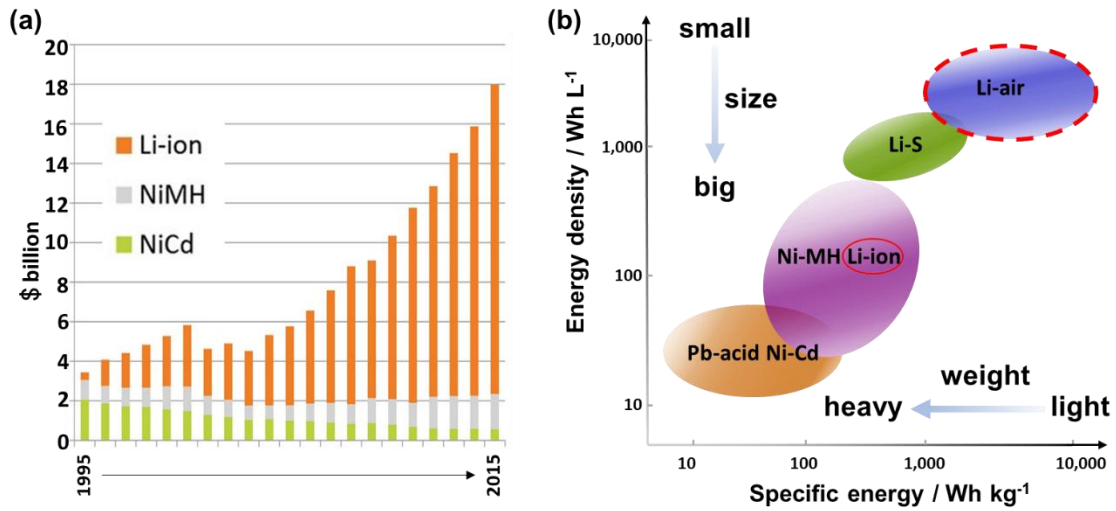 (a)
20
18
16
14
12
10
8
6
4
2
0
$ billion
Li-ion
NiMH
NiCd
1995
2015
(b)
Energy density / Wh L⁻¹
10,000
1,000
100
10
small
size
big
Li-air
Li-S
Ni-MH Li-ion
Pb-acid Ni-Cd
weight
heavy light
10 100 1,000 10,000
Specific energy / Wh kg⁻¹